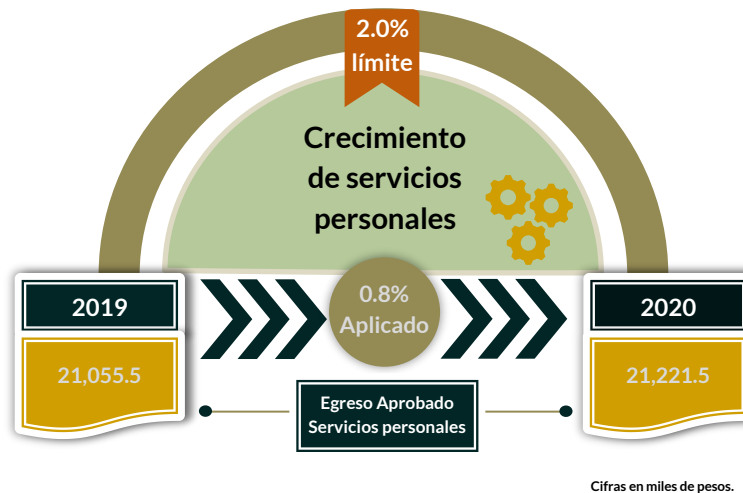 2.0%
límite
Crecimiento
de servicios
personales
2019
0.8%
Aplicado
2020
21,055.5
21,221.5
Egreso Aprobado
Servicios personales
Cifras en miles de pesos.